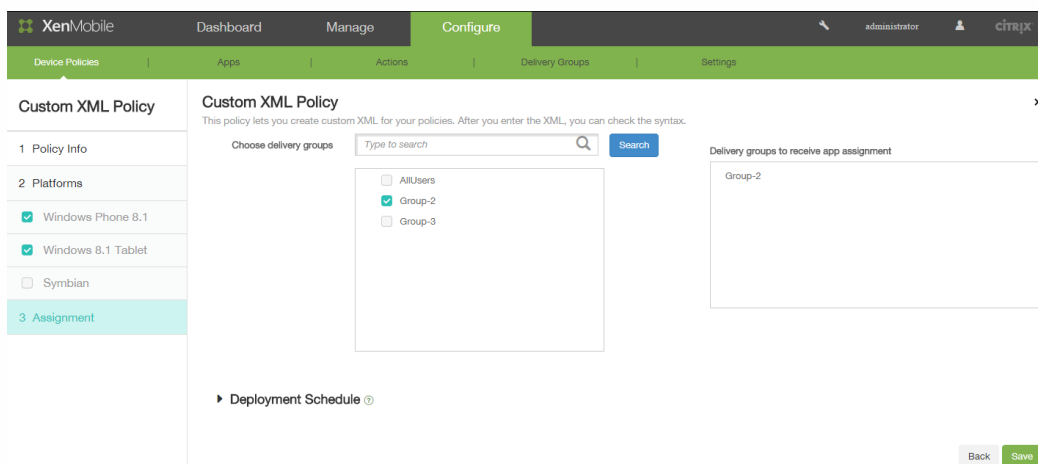 XenMobile Dashboard Manage Configure administrator CİTRIX
Device Policies | Apps | Actions | Delivery Groups | Settings
Custom XML Policy
1 Policy Info
2 Platforms
Windows Phone 8.1
Windows 8.1 Tablet
Symbian
3 Assignment
Custom XML Policy
This policy lets you create custom XML for your policies. After you enter the XML, you can check the syntax.
Choose delivery groups
Type to search
Search
AllUsers
Group-2
Group-3
Delivery groups to receive app assignment
Group-2
Deployment Schedule ?
Back Save